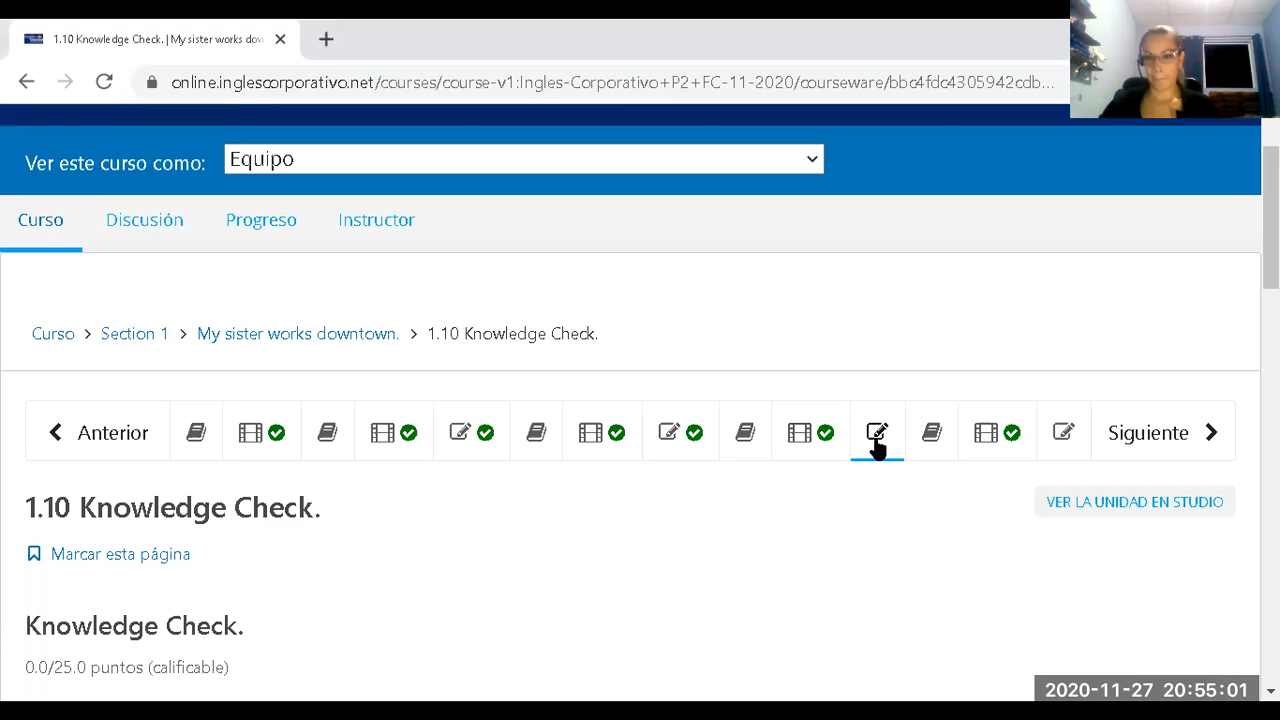 1.10 Knowledge Check. | My sister works dow
online.inglescorporativo.net/courses/course-v1:Ingles-Corporativo+P2+FC-11-2020/courseware/bbc4fdc4305942cdb...
Ver este curso como: Equipo
Curso Discusión Progreso Instructor
Curso > Section 1 > My sister works downtown. > 1.10 Knowledge Check.
Anterior Siguiente
1.10 Knowledge Check.
VER LA UNIDAD EN STUDIO
Marcar esta página
Knowledge Check.
0.0/25.0 puntos (calificable)
2020-11-27 20:55:01